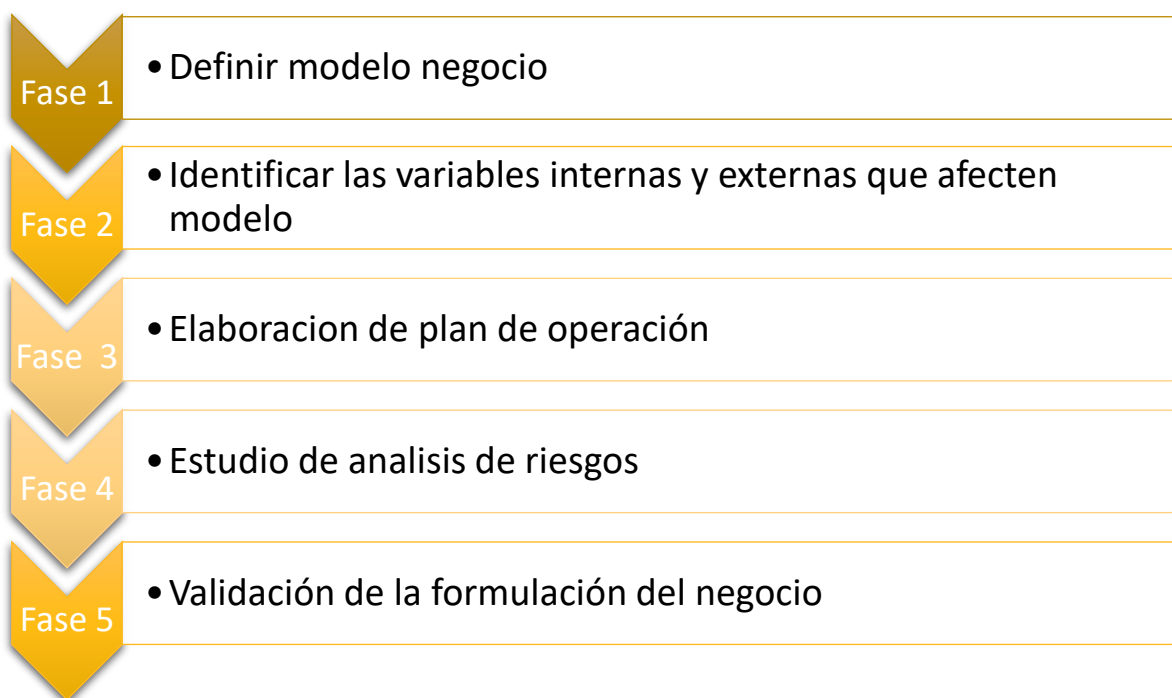 Fase 1
• Definir modelo negocio
Fase 2
• Identificar las variables internas y externas que afecten
modelo
Fase 3
• Elaboracion de plan de operación
Fase 4
• Estudio de analisis de riesgos
Fase 5
• Validación de la formulación del negocio